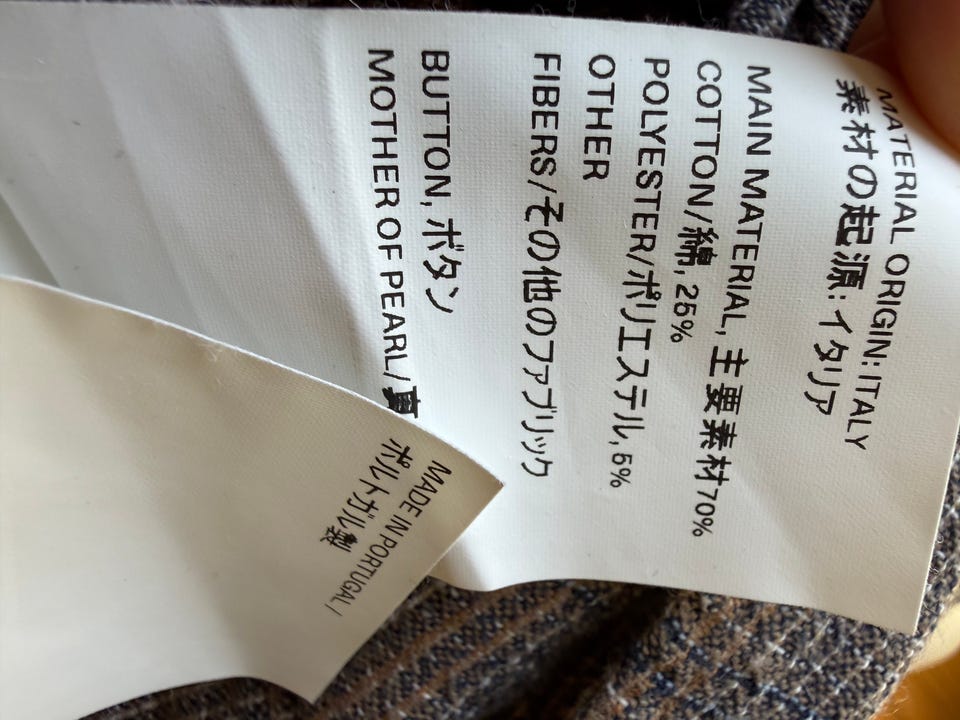 MATERIAL ORIGIN: ITALY
素材の起源: イタリア
MAIN MATERIAL, 主要素材70%
COTTON/綿, 25%
POLYESTER/ポリエステル, 5%
OTHER
FIBERS/その他のファブリック
BUTTON, ボタン
MOTHER OF PEARL/真
MADE IN PORTUGAL /
ポルトガル製